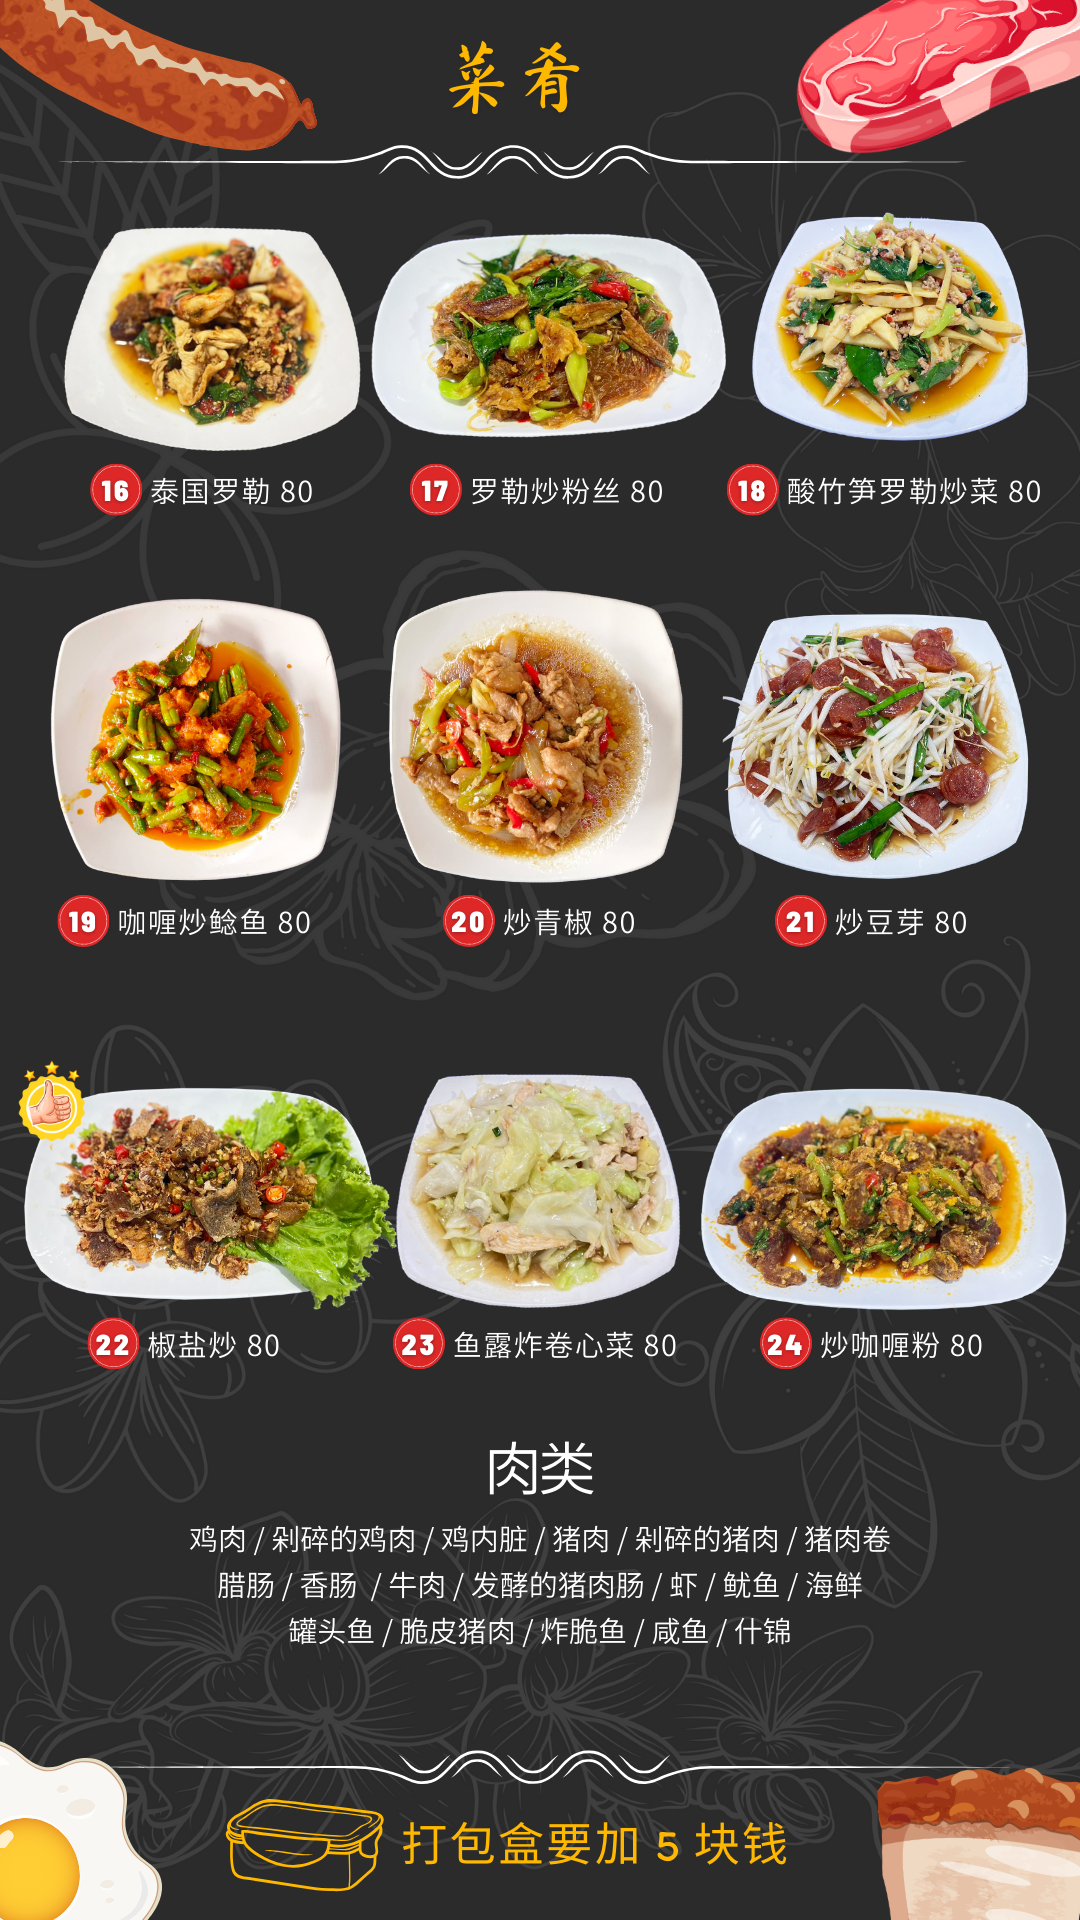 菜肴
16 泰国罗勒 80
17 罗勒炒粉丝 80
18 酸竹笋罗勒炒菜 80
19 咖喱炒鲶鱼 80
20 炒青椒 80
21 炒豆芽 80
22 椒盐炒 80
23 鱼露炸卷心菜 80
24 炒咖喱粉 80
肉类
鸡肉 / 剁碎的鸡肉 / 鸡内脏 / 猪肉 / 剁碎的猪肉 / 猪肉卷
腊肠 / 香肠 / 牛肉 / 发酵的猪肉肠 / 虾 / 鱿鱼 / 海鲜
罐头鱼 / 脆皮猪肉 / 炸脆鱼 / 咸鱼 / 什锦
打包盒要加 5 块钱